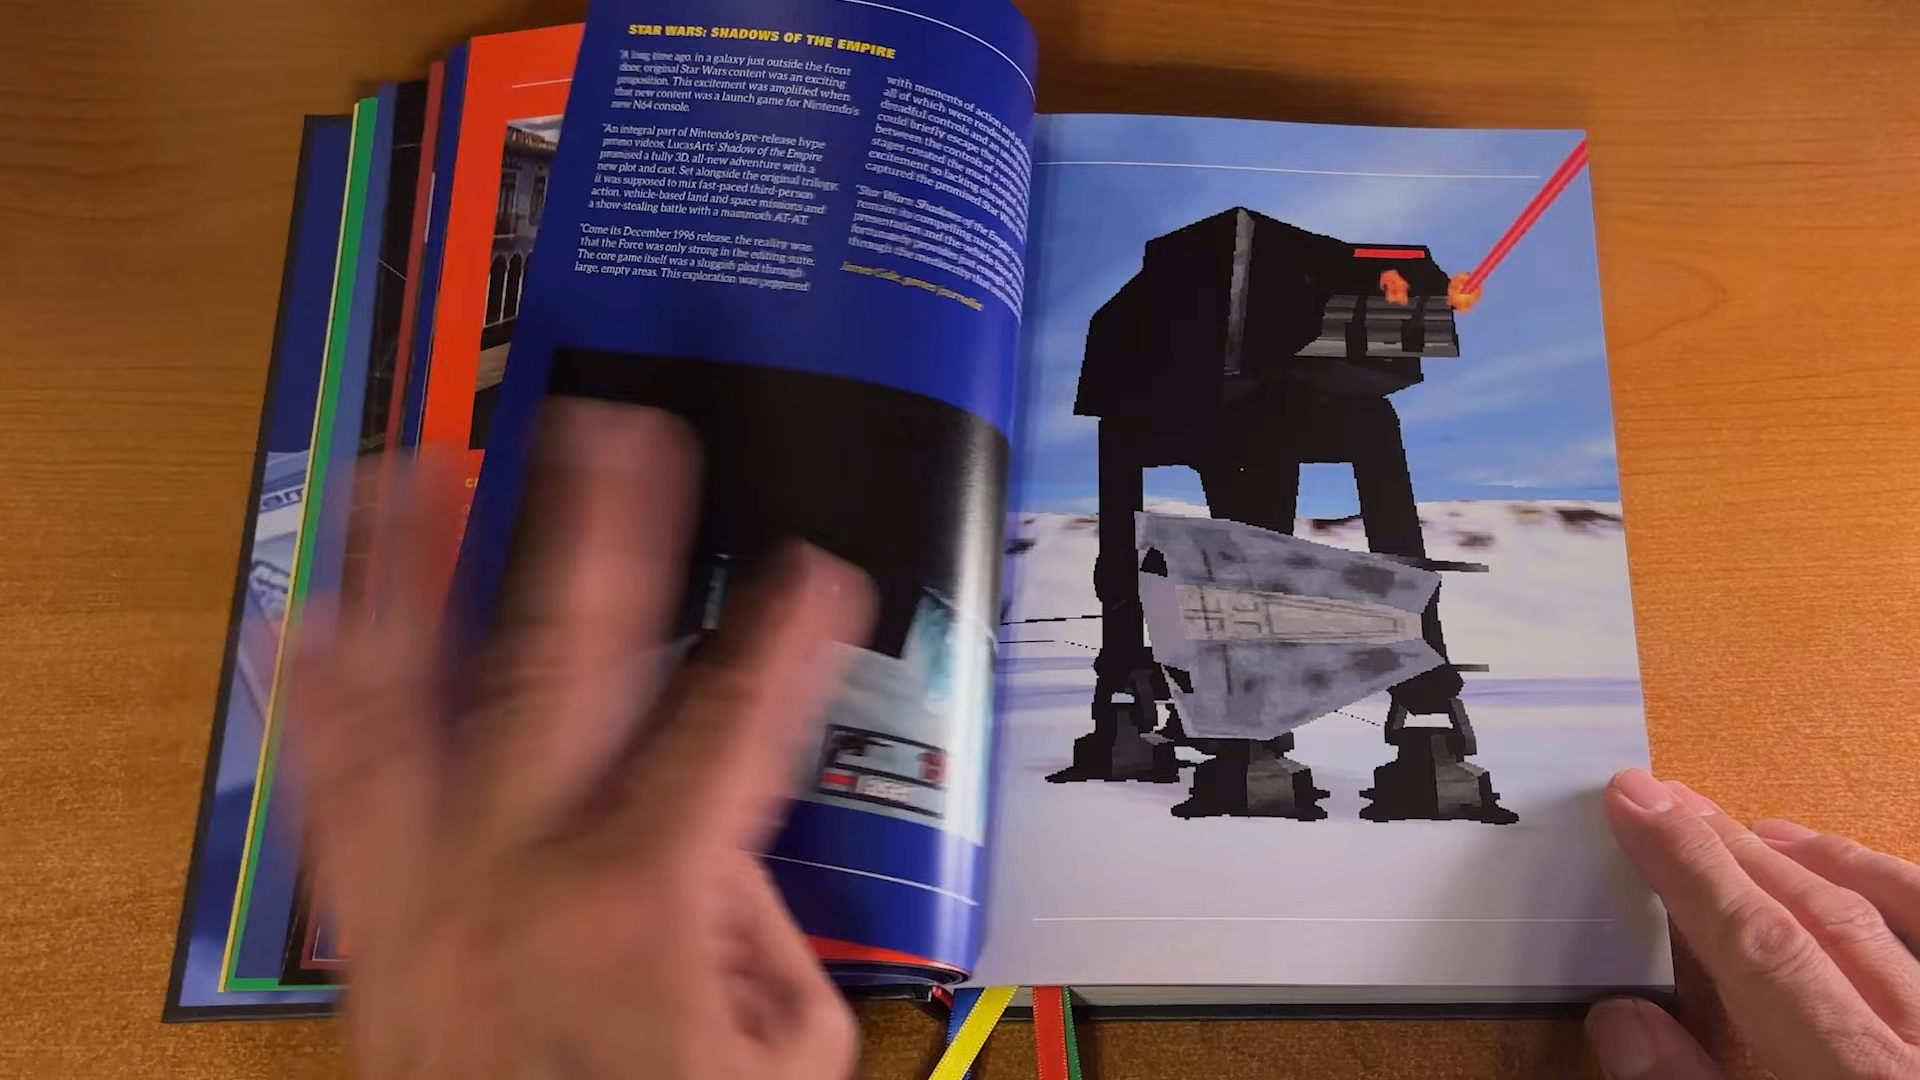 STAR WARS: SHADOWS OF THE EMPIRE
"A long time ago, in a galaxy just outside the front
door, original Star Wars content was an exciting
proposition. This excitement was amplified when
that new content was a launch game for Nintendo's
new N64 console.
"An integral part of Nintendo's pre-release hype
promo videos, LucasArts' Shadow of the Empire
promised a fully 3D, all-new adventure with a
new plot and cast. Set alongside the original trilogy,
it was supposed to mix fast-paced third-person
action, vehicle-based land and space missions and
a show-stealing battle with a mammoth AT-AT.
"Come its December 1996 release, the reality was
that the Force was only strong in the editing suite.
The core game itself was a sluggish plod through
large, empty areas. This exploration was peppered
with moments of action and
all of which were rendered
dreadful controls and an
could briefly escape the
between the controls of a
stages created the much-need
excitement so lacking elsewhere
captured the promised Star W
"Star Wars: Shadows of the Empire
remain its compelling narrative
presentation and the vehicle-based
fortunately provides just enough
through the mediocrity that
James Gale, games journalist